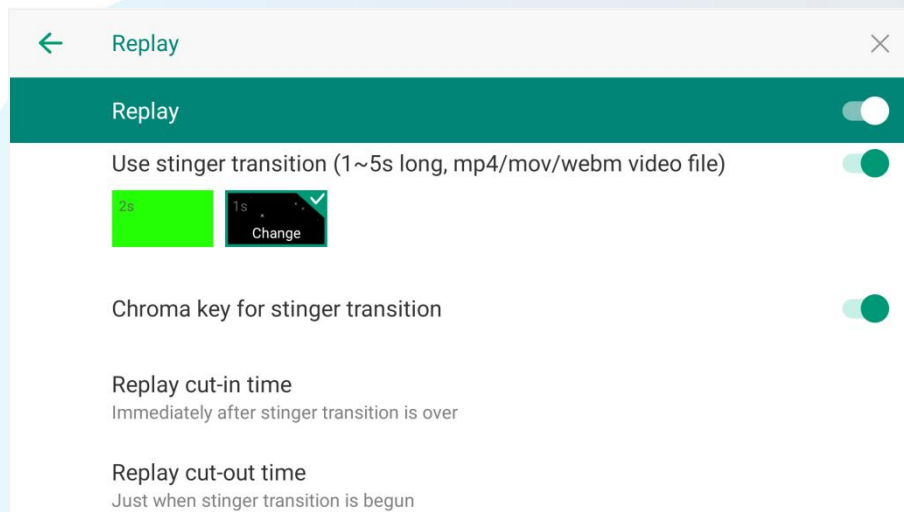 Replay
Replay
Use stinger transition (1~5s long, mp4/mov/webm video file)
2s
1s
Change
Chroma key for stinger transition
Replay cut-in time
Immediately after stinger transition is over
Replay cut-out time
Just when stinger transition is begun